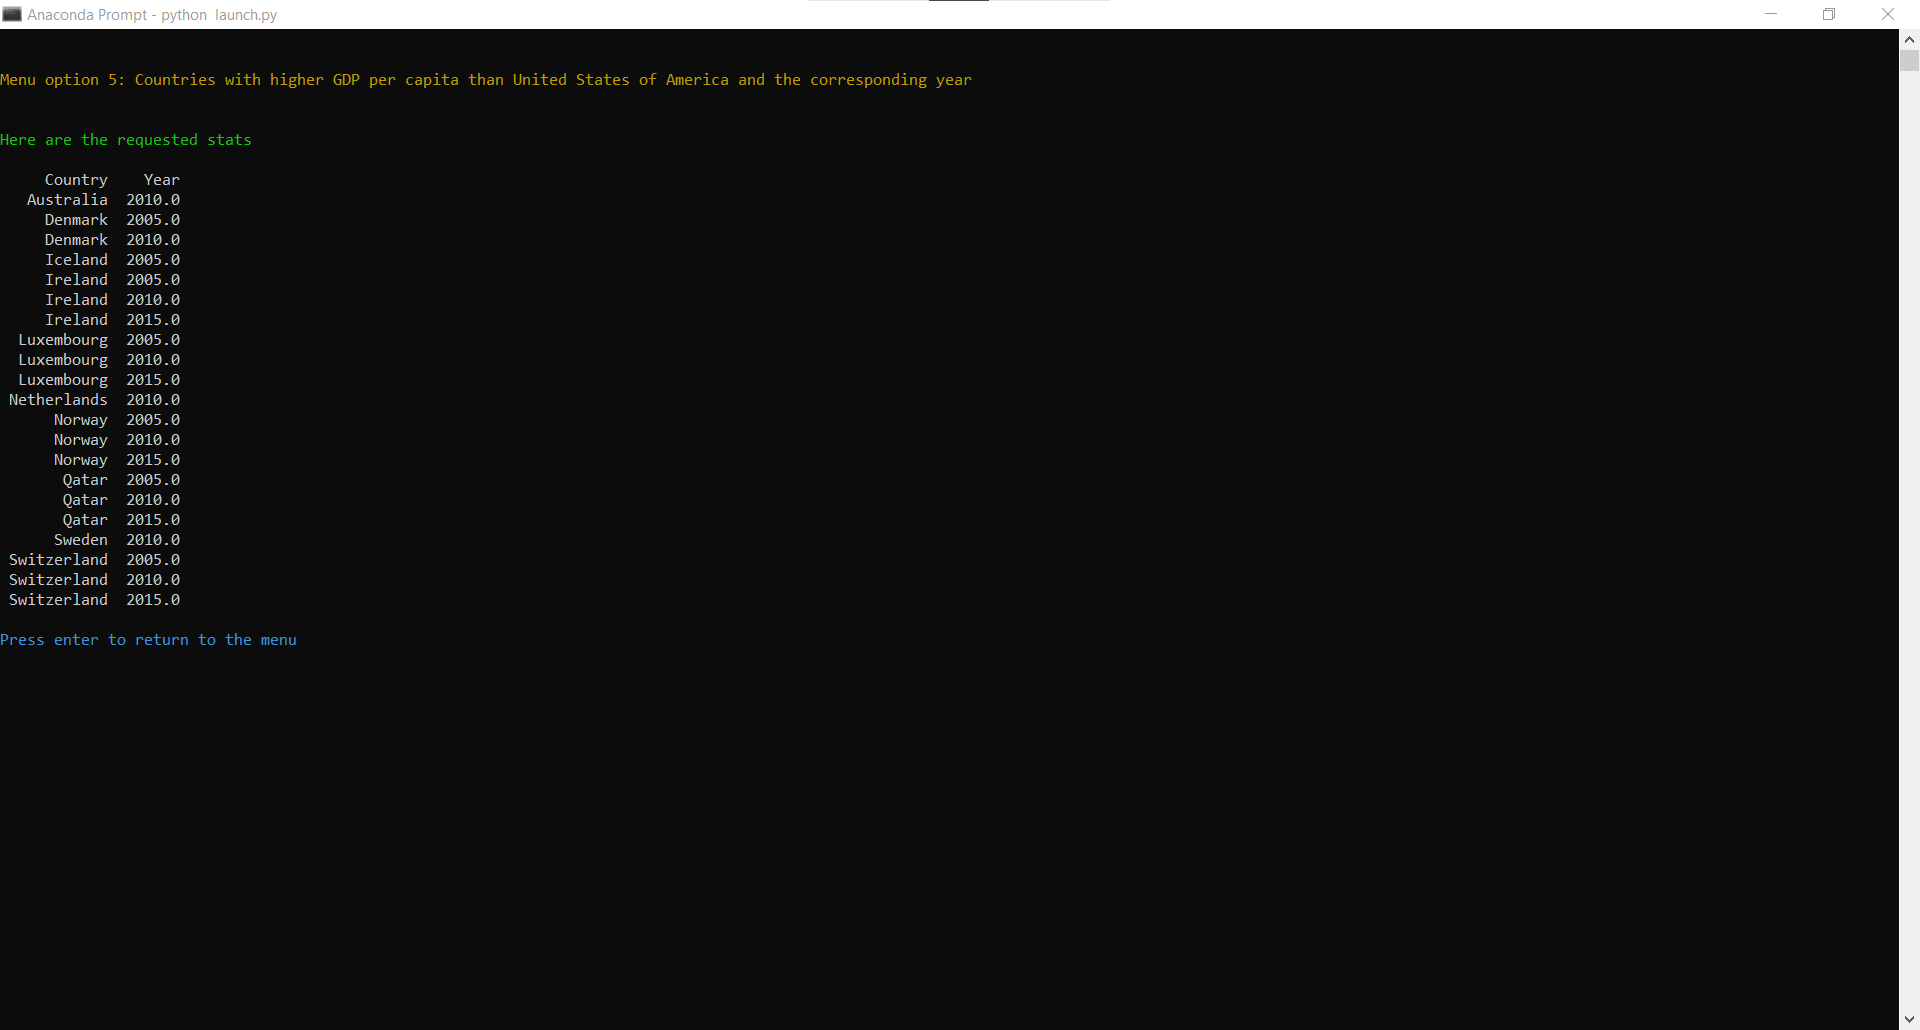 Anaconda Prompt - python  launch.py
Menu option 5: Countries with higher GDP per capita than United States of America and the corresponding year
Here are the requested stats
Country    Year
Australia  2010.0
Denmark  2005.0
Denmark  2010.0
Iceland  2005.0
Ireland  2005.0
Ireland  2010.0
Ireland  2015.0
Luxembourg  2005.0
Luxembourg  2010.0
Luxembourg  2015.0
Netherlands  2010.0
Norway  2005.0
Norway  2010.0
Norway  2015.0
Qatar  2005.0
Qatar  2010.0
Qatar  2015.0
Sweden  2010.0
Switzerland  2005.0
Switzerland  2010.0
Switzerland  2015.0
Press enter to return to the menu